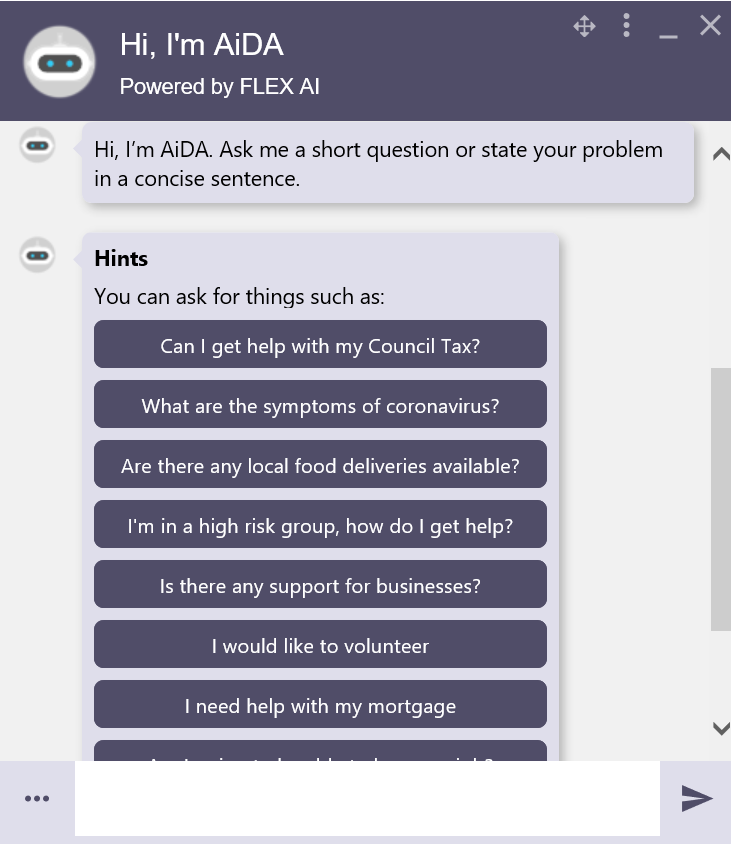 Hi, I'm AiDA
Powered by FLEX AI
Hi, I’m AiDA. Ask me a short question or state your problem
in a concise sentence.
Hints
You can ask for things such as:
Can I get help with my Council Tax?
What are the symptoms of coronavirus?
Are there any local food deliveries available?
I'm in a high risk group, how do I get help?
Is there any support for businesses?
I would like to volunteer
I need help with my mortgage